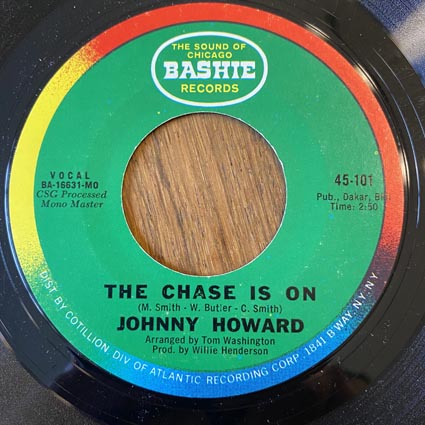 THE SOUND OF
CHICAGO
BASHIE
RECORDS
VOCAL
BA-16631-MO
CSG Processed
Mono Master
45-101
Pub., Dakar,
Time: 2:50
THE CHASE IS ON
(M. Smith - W. Butler - C. Smith)
JOHNNY HOWARD
Arranged by Tom Washington
Prod. by Willie Henderson
DIST BY COTILLION, DIV OF ATLANTIC RECORDING CORP. 1841 B'WAY, NY. N.Y.